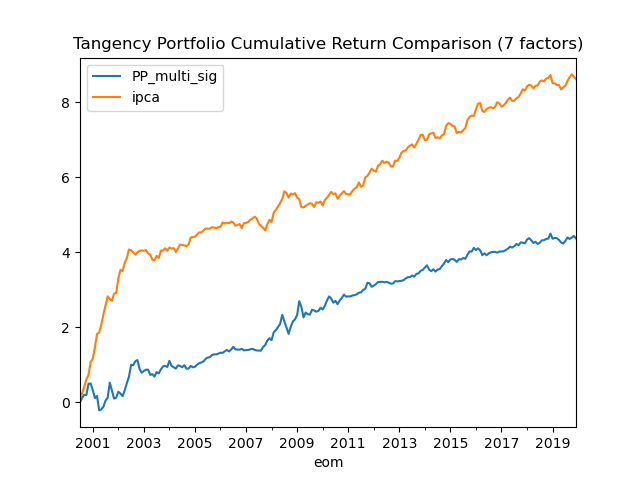 Tangency Portfolio Cumulative Return Comparison (7 factors)
PP_multi_sig
ipca
8
6
4
2
0
2001 2003 2005 2007 2009 2011 2013 2015 2017 2019
eom